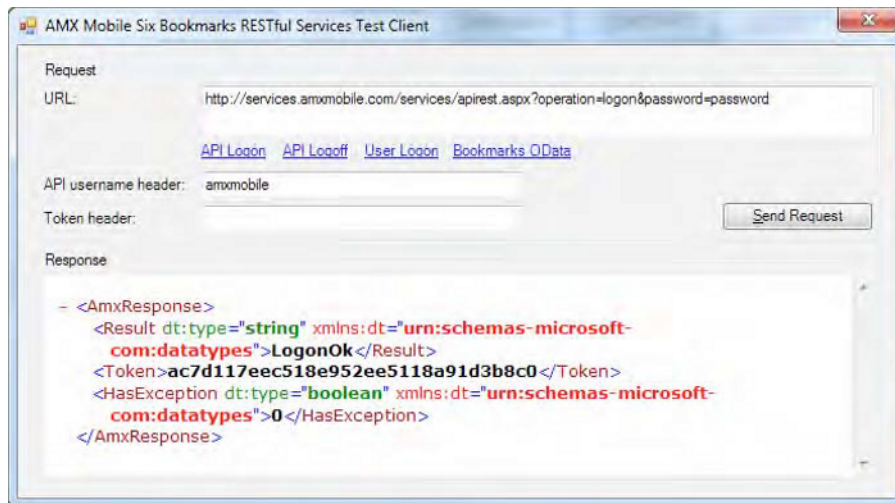 AMX Mobile Six Bookmarks RESTful Services Test Client
Request
URL: http://services.amxmobile.com/services/apirest.aspx?operation=logon&password=password
API Logon API Logoff User Logon Bookmarks OData
API username header: amxmobile
Token header: Send Request
Response
- <AmxResponse>
<Result dt:type="string" xmlns:dt="urn:schemas-microsoft-
com:datatypes">LogonOk</Result>
<Token>ac7d117eec518e952ee5118a91d3b8c0</Token>
<HasException dt:type="boolean" xmlns:dt="urn:schemas-microsoft-
com:datatypes">0</HasException>
</AmxResponse>